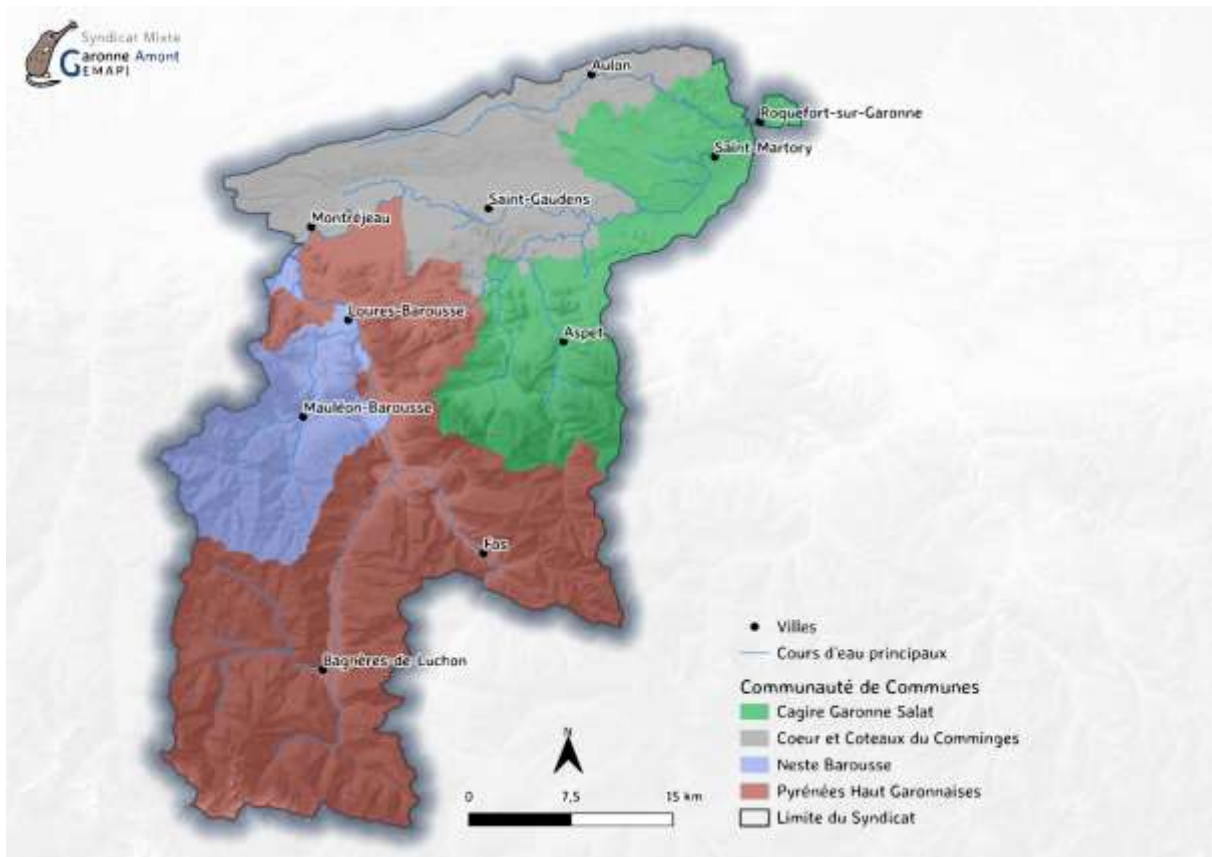 Syndicat Mixte
Garonne Amont
GEMAPI
Aulon
Roquefort-sur-Garonne
Saint-Martory
Saint-Gaudens
Montréjeau
Loures-Barousse
Aspet
Mauléon-Barousse
Fos
Bagnères-de-Luchon
Villes
Cours d'eau principaux
Communauté de Communes
Cagire Garonne Salat
Coeur et Coteaux du Comminges
Neste Barousse
Pyrénées Haut Garonnaises
Limite du Syndicat
N
0 7,5 15 km